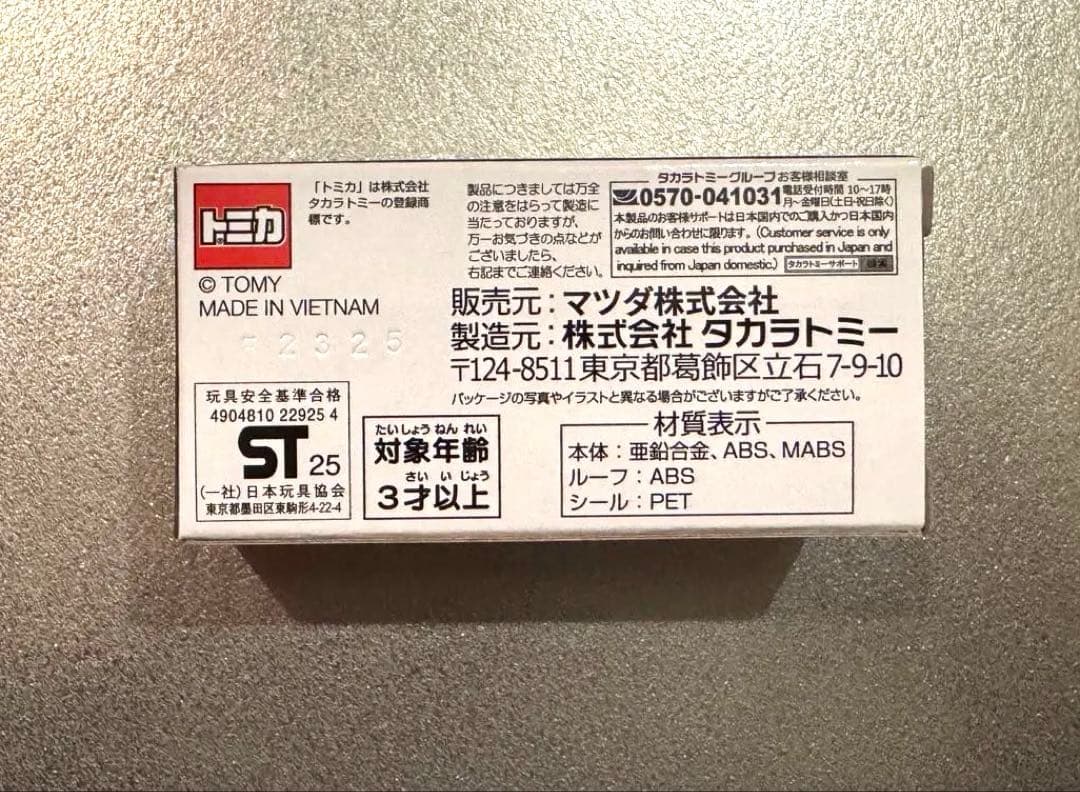 トミカ
®
「トミカ」は株式会社
タカラトミーの登録商
標です。
© TOMY
MADE IN VIETNAM
2325
製品につきましては万全
の注意をはらって製造に
当たっておりますが、
万一お気づきの点などが
ございましたら、
右記までご連絡ください。
タカラトミーグループお客様相談室
0570-041031 電話受付時間 10~17時
月~金曜日(土日・祝日除く)
本製品のお客様サポートは日本国内でのご購入かつ日本国内
からのお問い合わせに限ります。(Customer service is only
available in case this product purchased in Japan and
inquired from Japan domestic.) タカラトミーサポート 検索
販売元:マツダ株式会社
製造元:株式会社 タカラトミー
〒124-8511 東京都葛飾区立石 7-9-10
パッケージの写真やイラストと異なる場合がございますがご了承ください。
玩具安全基準合格
4904810 22925 4
ST 25
(一社)日本玩具協会
東京都墨田区東駒形4-22-4
たいしょうねんれい
対象年齢
さいいじょう
3才以上
材質表示
本体:亜鉛合金、ABS、MABS
ルーフ:ABS
シール:PET